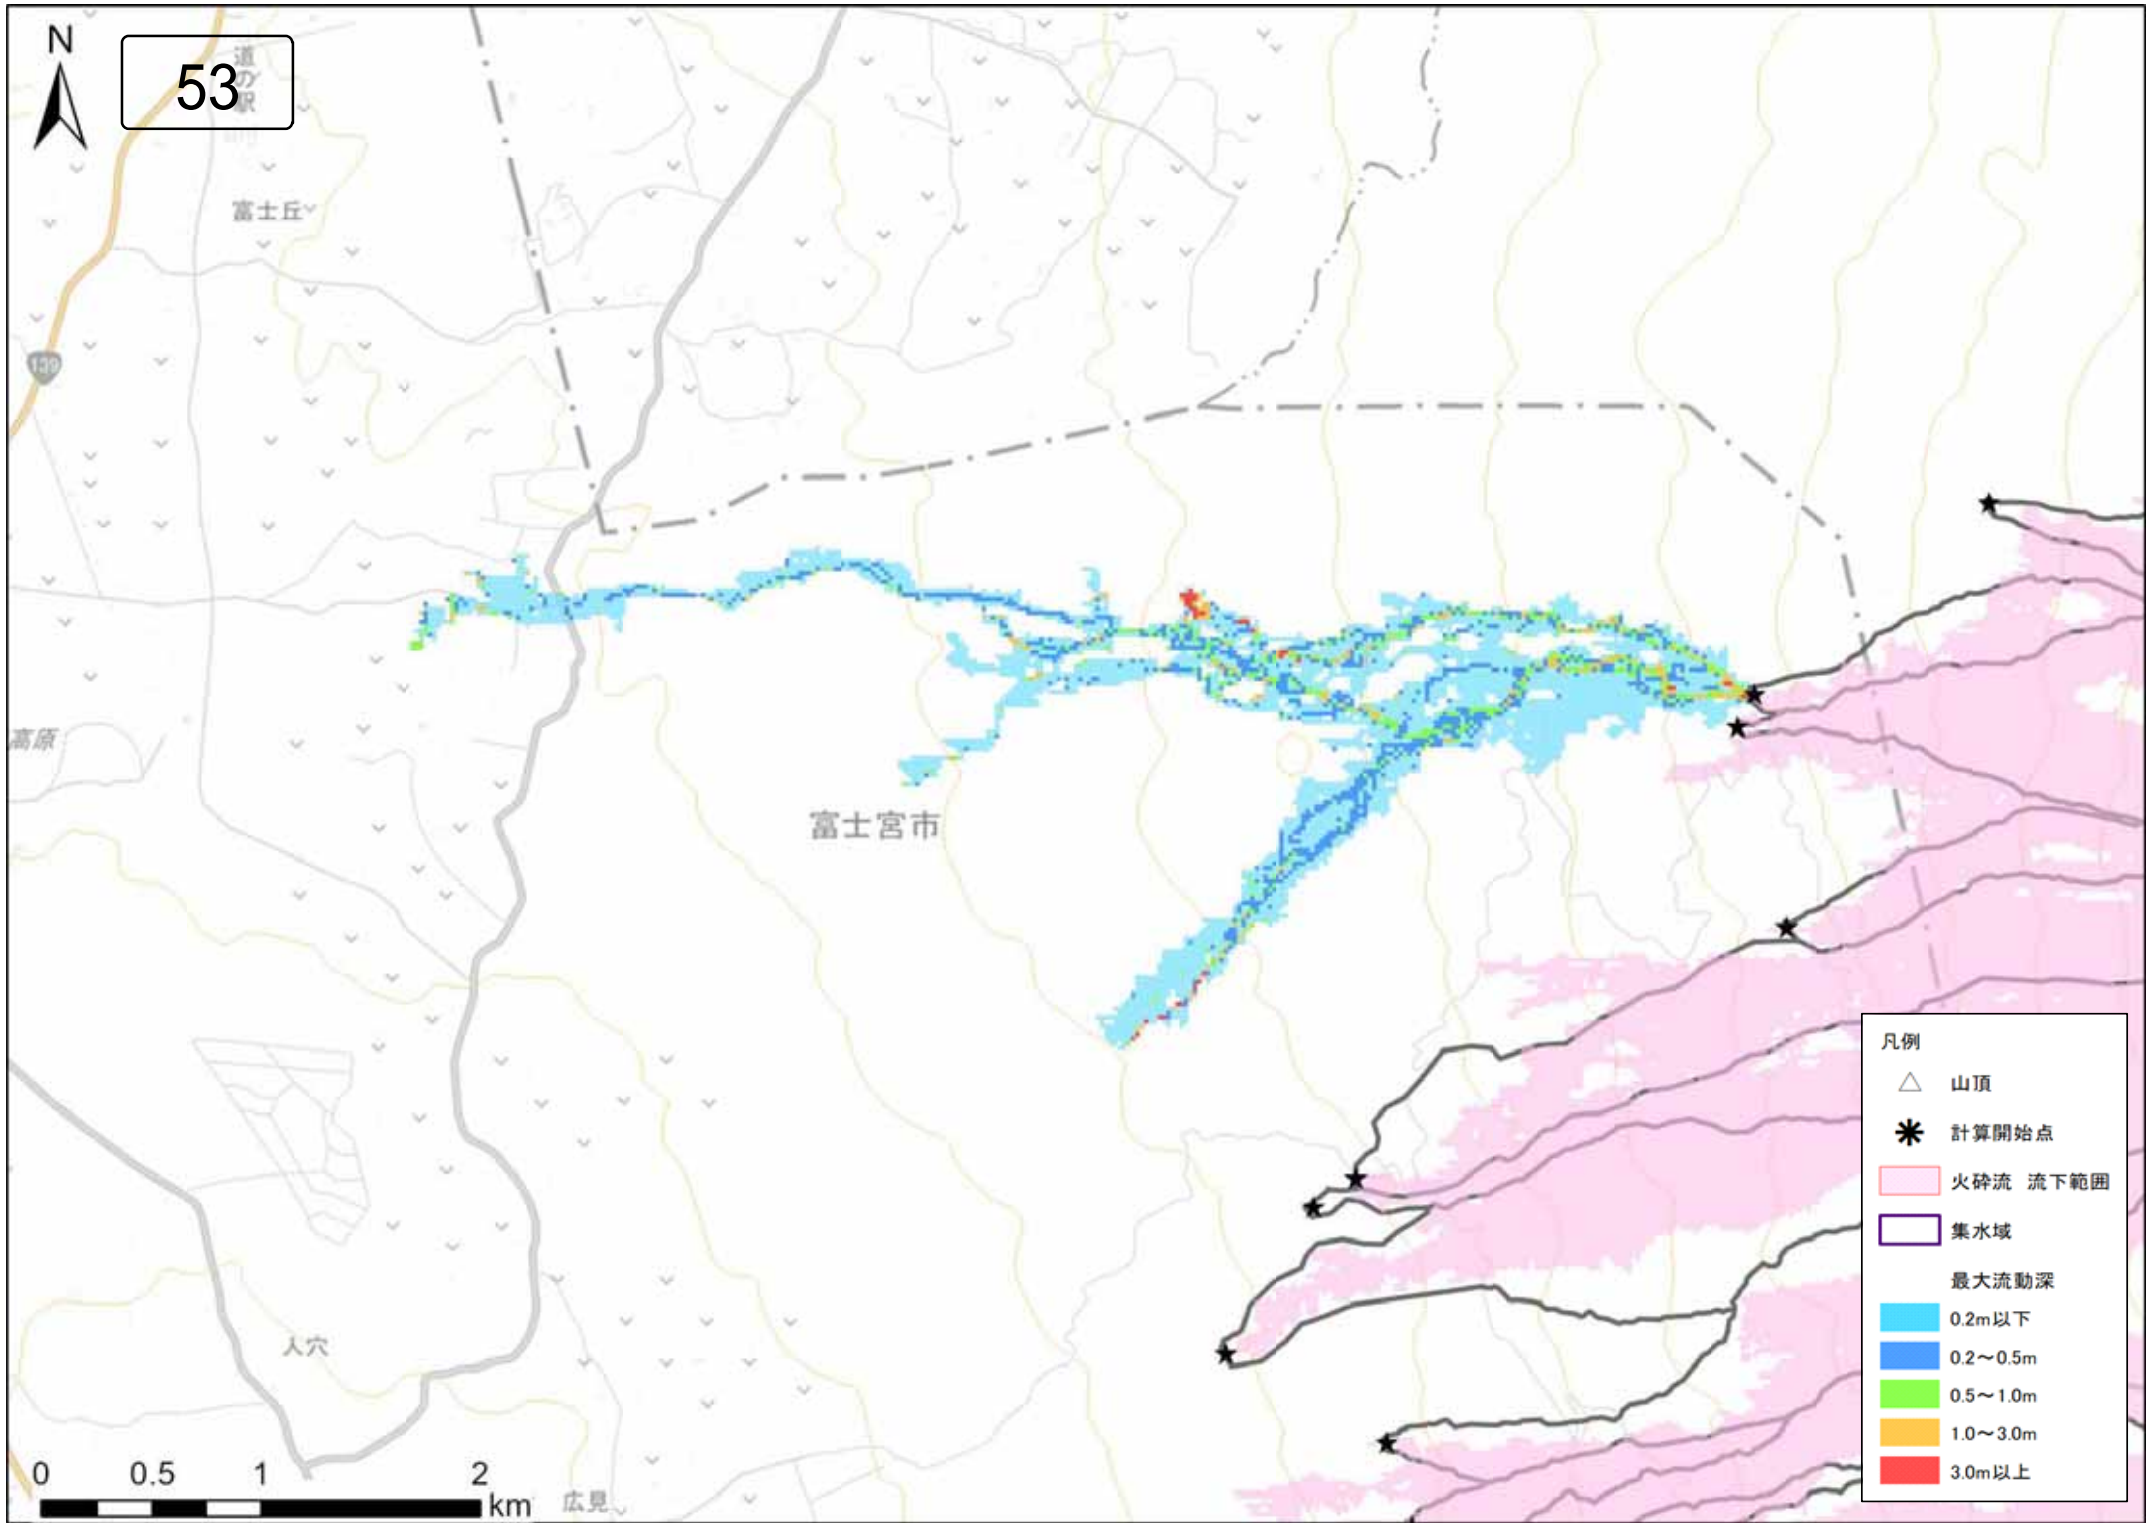 N
53
道の駅
富士丘
139
高原
富士宮市
人穴
広見
0 0.5 1 2
km
凡例
山頂
計算開始点
火砕流 流下範囲
集水域
最大流動深
0.2m以下
0.2～0.5m
0.5～1.0m
1.0～3.0m
3.0m以上